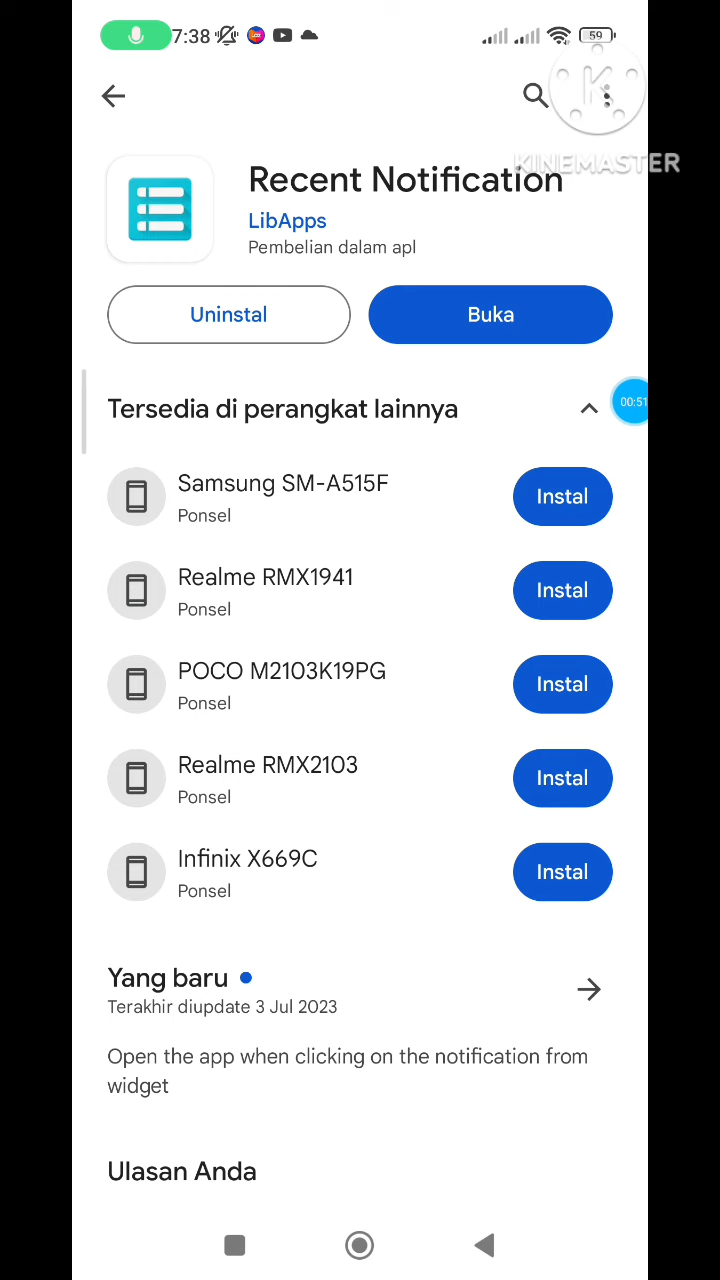 7:38
59
KINEMASTER
Recent Notification
LibApps
Pembelian dalam apl
Uninstal
Buka
Tersedia di perangkat lainnya
00:51
Samsung SM-A515F
Ponsel
Instal
Realme RMX1941
Ponsel
Instal
POCO M2103K19PG
Ponsel
Instal
Realme RMX2103
Ponsel
Instal
Infinix X669C
Ponsel
Instal
Yang baru
Terakhir diupdate 3 Jul 2023
Open the app when clicking on the notification from
widget
Ulasan Anda